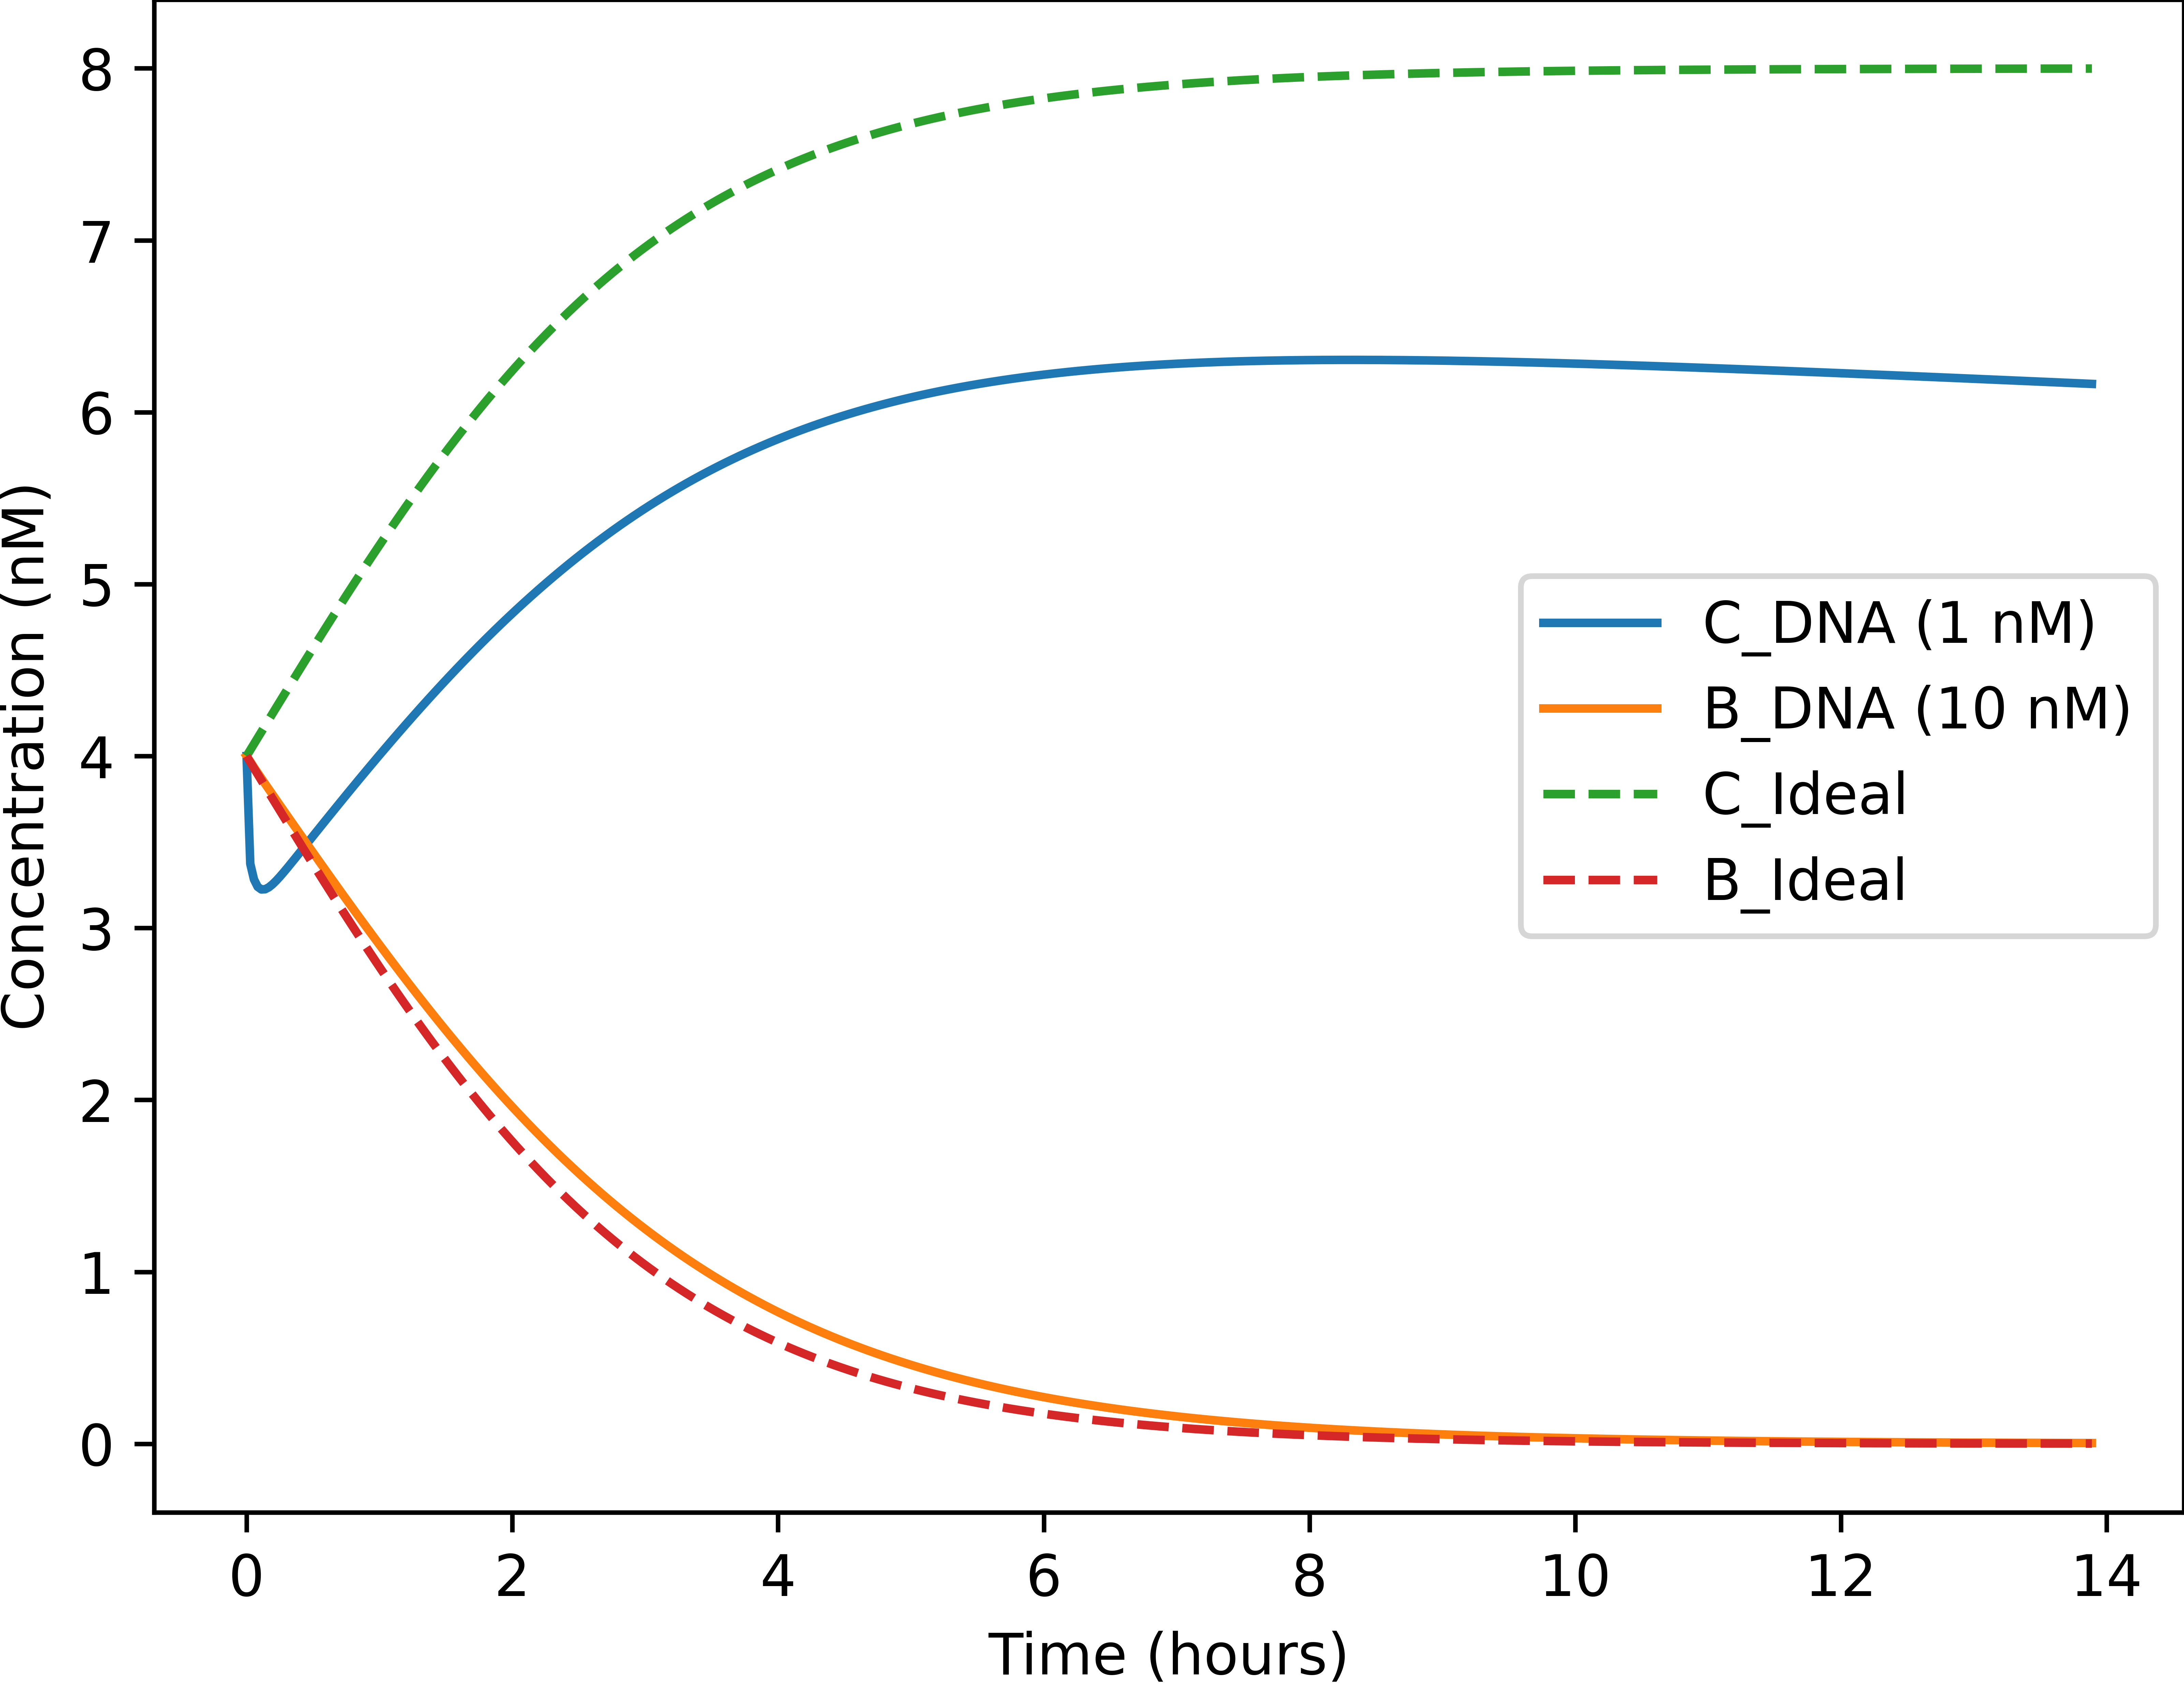 Concentration (nM)
8
7
6
5
4
3
2
1
0
C_DNA (1 nM)
B_DNA (10 nM)
C_Ideal
B_Ideal
0 2 4 6 8 10 12 14
Time (hours)